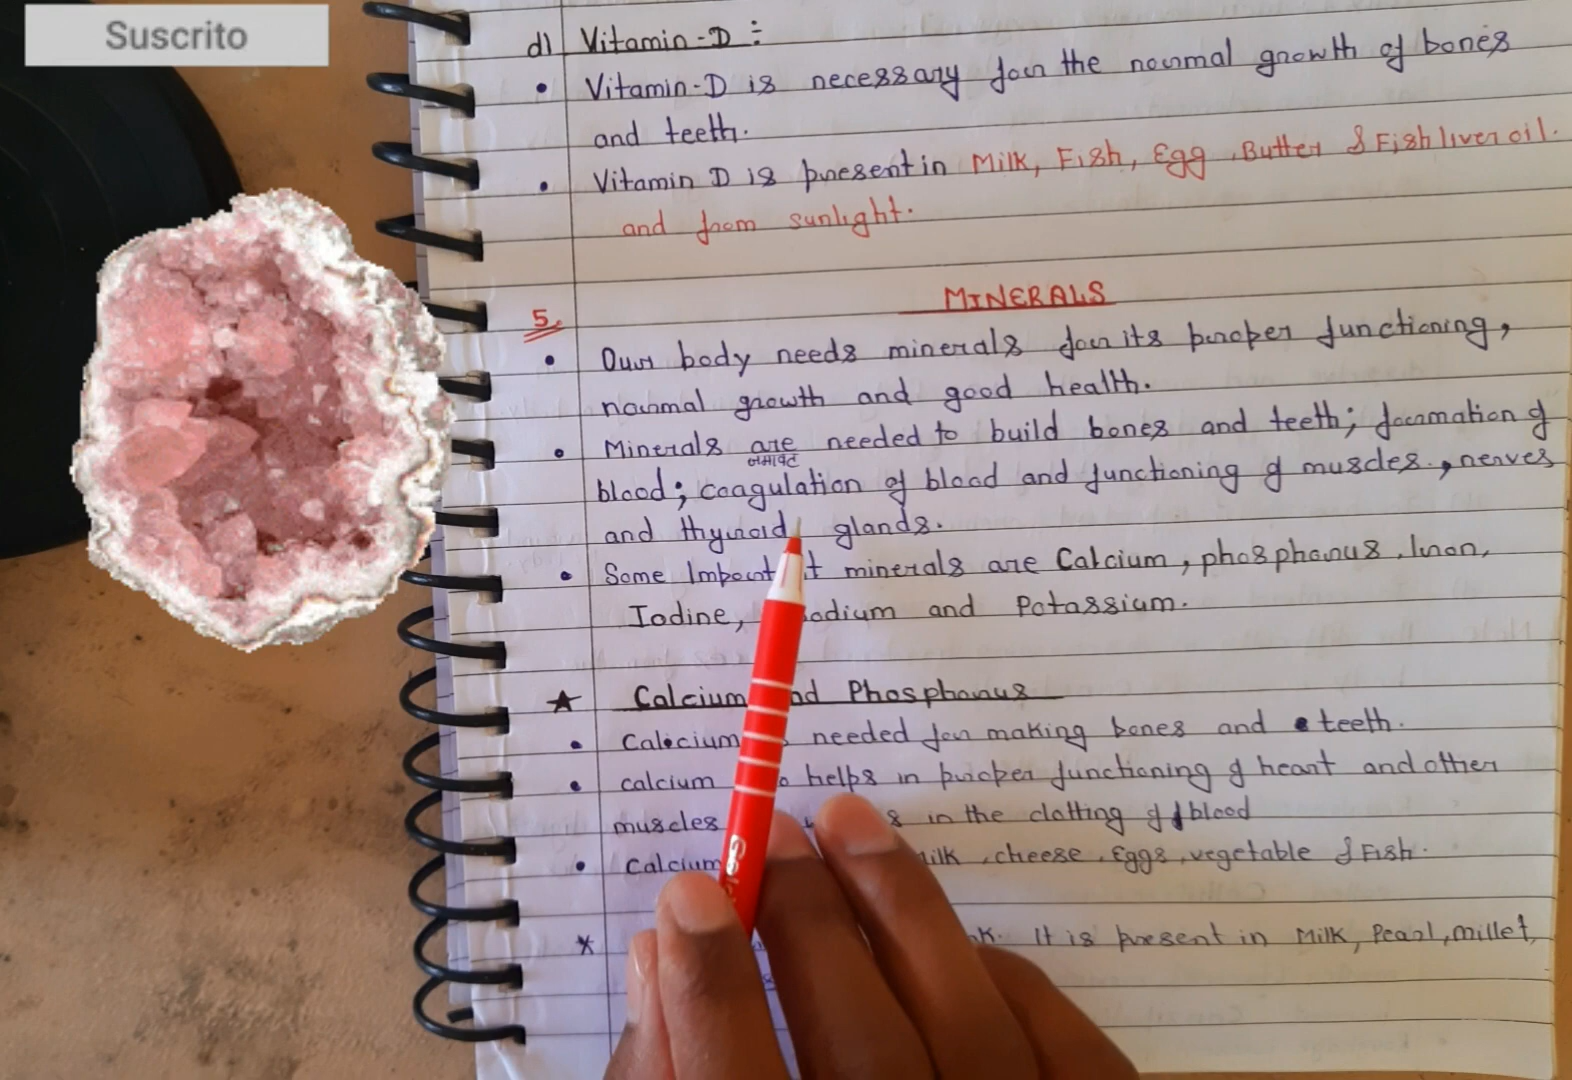 Suscrito
d) Vitamin-D :
• Vitamin-D is necessary for the normal growth of bones
and teeth.
• Vitamin D is present in Milk, Fish, Egg, Butter & Fish liver oil.
and from sunlight.
MINERALS
5.
• Our body needs minerals for its proper functioning,
normal growth and good health.
• Minerals are needed to build bones and teeth; formation of
जमावट
blood; coagulation of blood and functioning of muscles, nerves
and thyroid glands.
• Some minerals are Calcium, phosphorus, Iron,
Iodine, and Potassium.
★ Calcium Phosphorus
• Calcium needed for making bones and teeth.
• calcium helps in proper functioning of heart and other
muscles in the clotting of blood
• Calcium cheese, Eggs, vegetable & Fish.
* It is present in Milk, Pearl, millet,